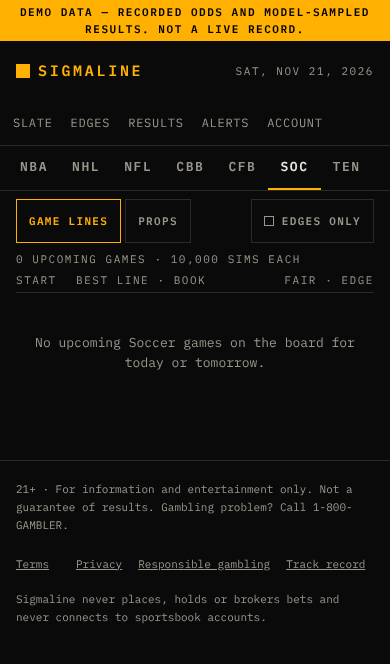 DEMO DATA — RECORDED ODDS AND MODEL-SAMPLED
RESULTS. NOT A LIVE RECORD.
SIGMALINE
SAT, NOV 21, 2026
SLATE EDGES RESULTS ALERTS ACCOUNT
NBA NHL NFL CBB CFB SOC TEN
GAME LINES PROPS EDGES ONLY
0 UPCOMING GAMES · 10,000 SIMS EACH
START BEST LINE · BOOK FAIR · EDGE
No upcoming Soccer games on the board for
today or tomorrow.
21+ · For information and entertainment only. Not a
guarantee of results. Gambling problem? Call 1-800-
GAMBLER.
Terms Privacy Responsible gambling Track record
Sigmaline never places, holds or brokers bets and
never connects to sportsbook accounts.